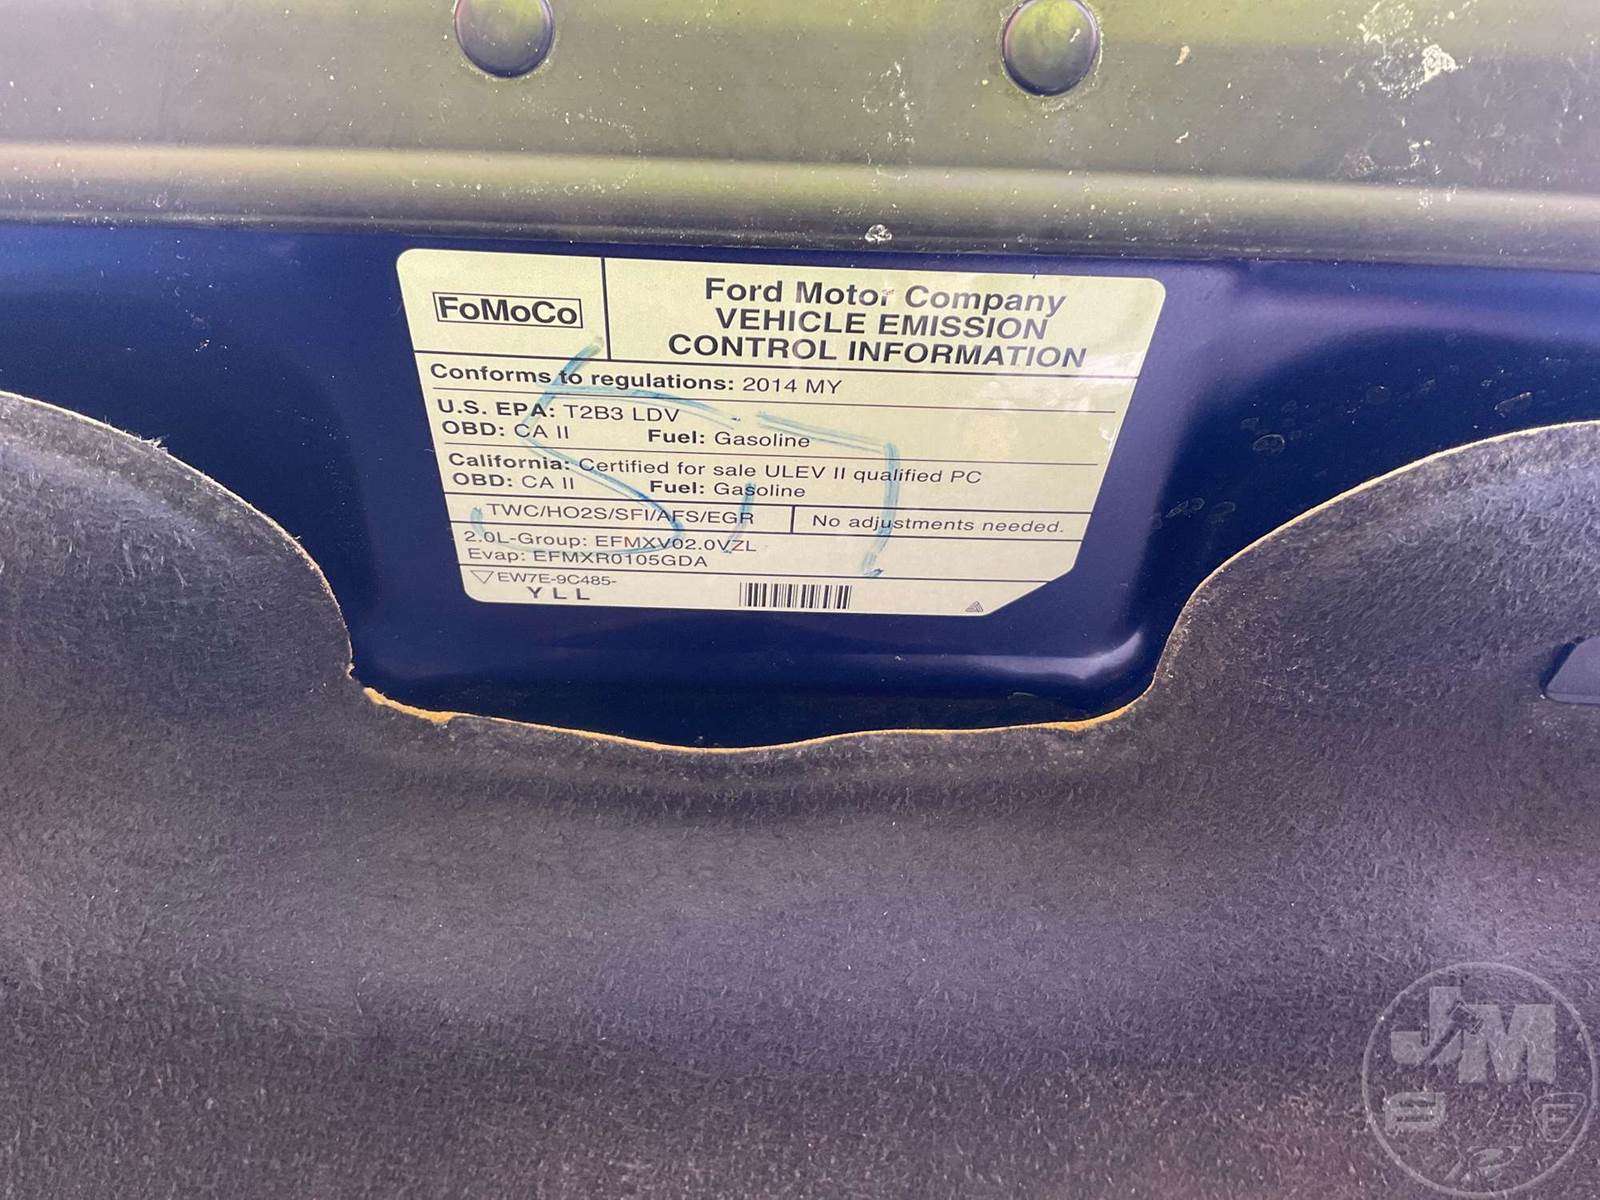 FoMoCo
Ford Motor Company
VEHICLE EMISSION
CONTROL INFORMATION
Conforms to regulations: 2014 MY
U.S. EPA: T2B3 LDV
OBD: CA II Fuel: Gasoline
California: Certified for sale ULEV II qualified PC
OBD: CA II Fuel: Gasoline
TWC/HO2S/SFI/AFS/EGR No adjustments needed.
2.0L-Group: EFMXV02.0VZL
Evap: EFMXR0105GDA
EW7E-9C485-
YLL
JM